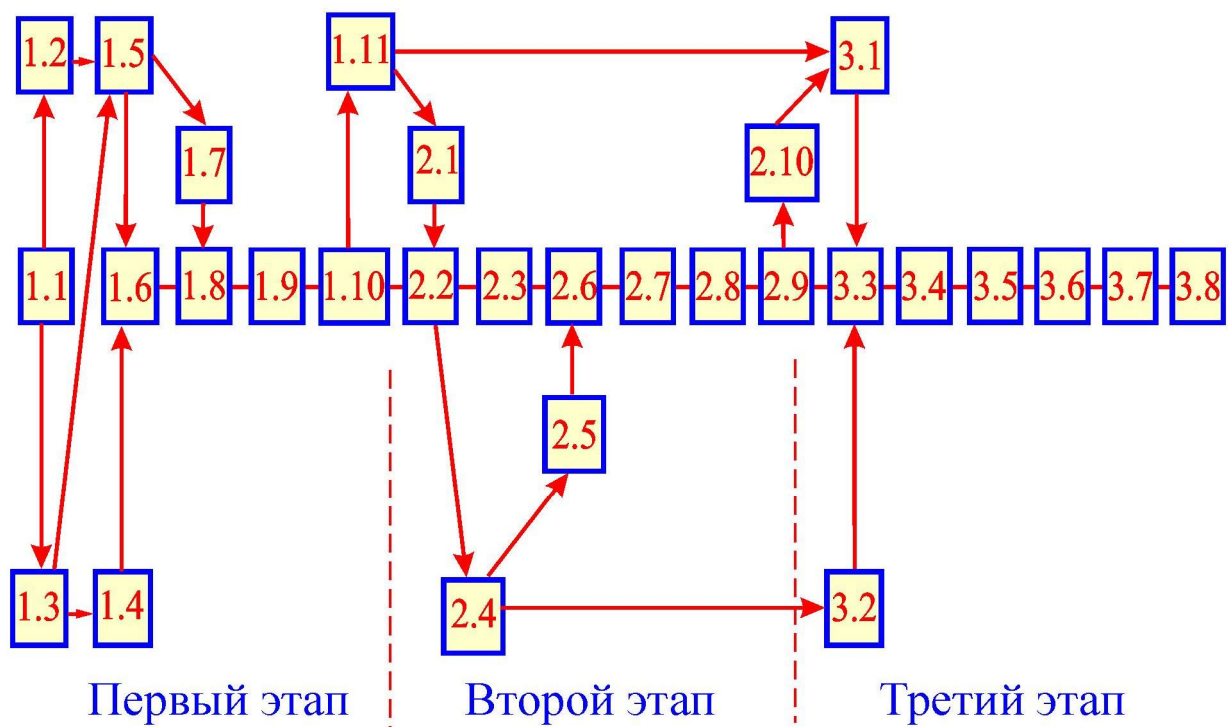 1.2 1.5 1.11 3.1
1.7 2.1 2.10
1.1 1.6 1.8 1.9 1.10 2.2 2.3 2.6 2.7 2.8 2.9 3.3 3.4 3.5 3.6 3.7 3.8
2.5
1.3 1.4 2.4 3.2
Первый этап Второй этап Третий этап